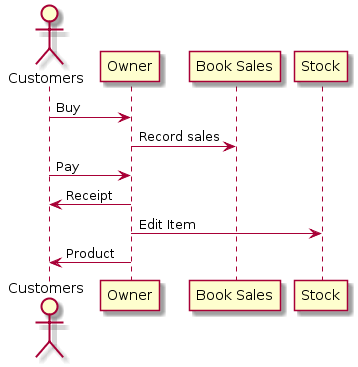 Customers
Owner
Book Sales
Stock
Buy
Record sales
Pay
Receipt
Edit Item
Product
Customers
Owner
Book Sales
Stock